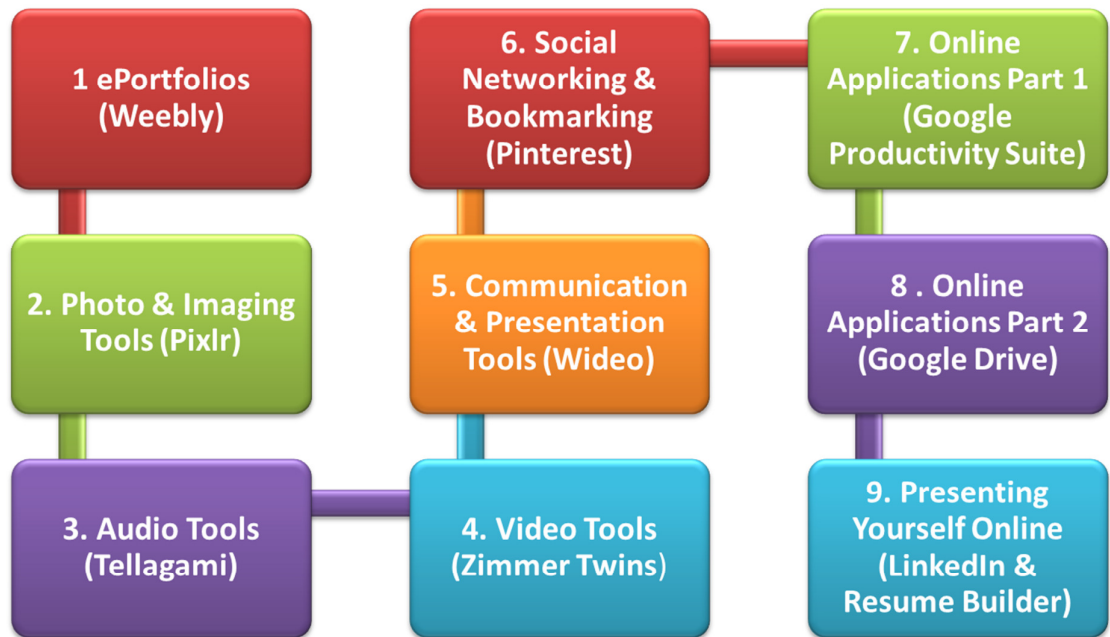 1 ePortfolios
(Weebly)
2. Photo & Imaging
Tools (Pixlr)
3. Audio Tools
(Tellagami)
4. Video Tools
(Zimmer Twins)
5. Communication
& Presentation
Tools (Wideo)
6. Social
Networking &
Bookmarking
(Pinterest)
7. Online
Applications Part 1
(Google
Productivity Suite)
8 . Online
Applications Part 2
(Google Drive)
9. Presenting
Yourself Online
(LinkedIn &
Resume Builder)